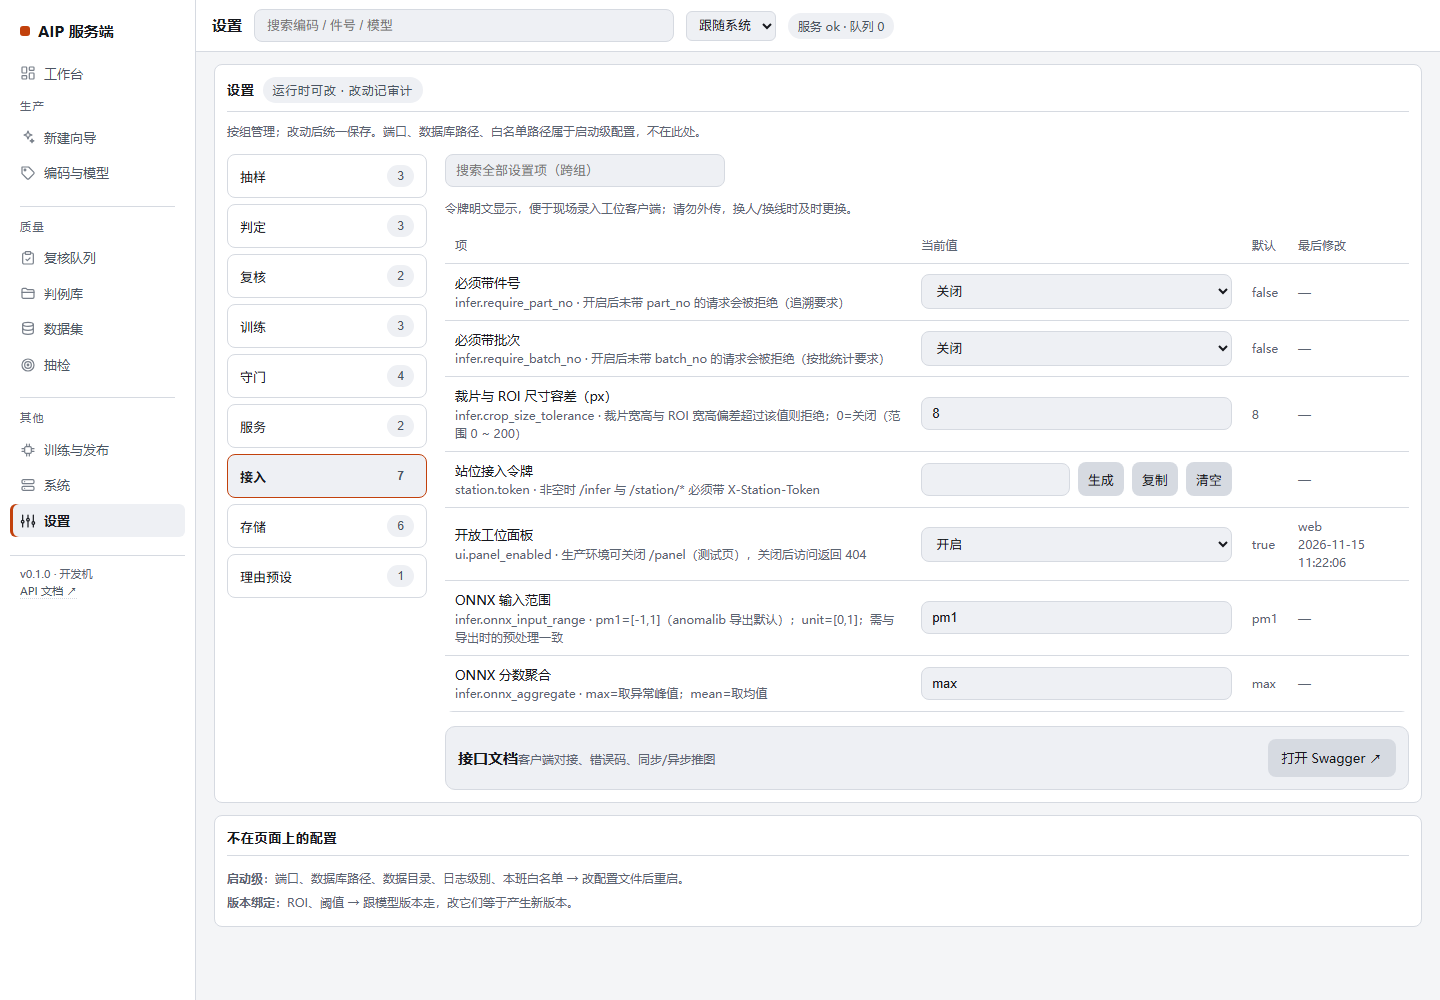 AIP 服务端
工作台
生产
新建向导
编码与模型
质量
复核队列
判例库
数据集
抽检
其他
训练与发布
系统
设置
v0.1.0 · 开发机
API 文档 ↗
设置
搜索编码 / 件号 / 模型
跟随系统
服务 ok · 队列 0
设置
运行时可改 · 改动记审计
按组管理；改动后统一保存。端口、数据库路径、白名单路径属于启动级配置，不在此处。
抽样 3
判定 3
复核 2
训练 3
守门 4
服务 2
接入 7
存储 6
理由预设 1
搜索全部设置项（跨组）
令牌明文显示，便于现场录入工位客户端；请勿外传，换人/换线时及时更换。
项 当前值 默认 最后修改
必须带件号
infer.require_part_no · 开启后未带 part_no 的请求会被拒绝（追溯要求）
关闭 false —
必须带批次
infer.require_batch_no · 开启后未带 batch_no 的请求会被拒绝（按批统计要求）
关闭 false —
裁片与 ROI 尺寸容差（px）
infer.crop_size_tolerance · 裁片宽高与 ROI 宽高偏差超过该值则拒绝；0=关闭（范
围 0 ~ 200）
8 8 —
站位接入令牌
station.token · 非空时 /infer 与 /station/* 必须带 X-Station-Token
生成 复制 清空 —
开放工位面板
ui.panel_enabled · 生产环境可关闭 /panel（测试页），关闭后访问返回 404
开启 true
web
2026-11-15
11:22:06
ONNX 输入范围
infer.onnx_input_range · pm1=[-1,1]（anomalib 导出默认）；unit=[0,1]；需与
导出时的预处理一致
pm1 pm1 —
ONNX 分数聚合
infer.onnx_aggregate · max=取异常峰值；mean=取均值
max max —
接口文档客户端对接、错误码、同步/异步推图
打开 Swagger ↗
不在页面上的配置
启动级：端口、数据库路径、数据目录、日志级别、本班白名单 → 改配置文件后重启。
版本绑定：ROI、阈值 → 跟模型版本走，改它们等于产生新版本。